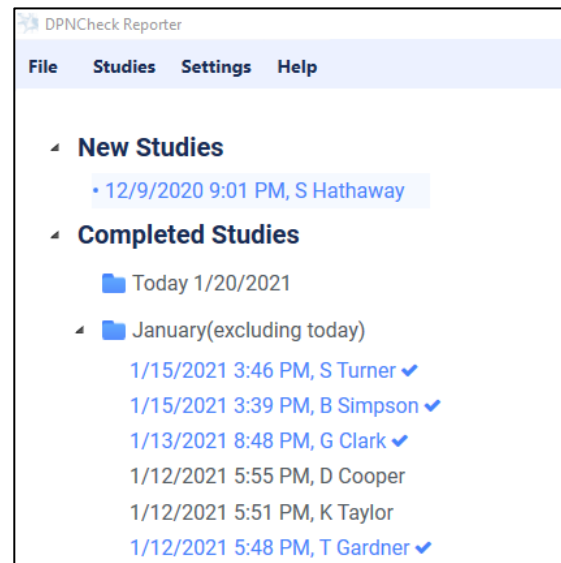 DPNCheck Reporter
File Studies Settings Help
New Studies
• 12/9/2020 9:01 PM, S Hathaway
Completed Studies
Today 1/20/2021
January(excluding today)
1/15/2021 3:46 PM, S Turner ✔
1/15/2021 3:39 PM, B Simpson ✔
1/13/2021 8:48 PM, G Clark ✔
1/12/2021 5:55 PM, D Cooper
1/12/2021 5:51 PM, K Taylor
1/12/2021 5:48 PM, T Gardner ✔